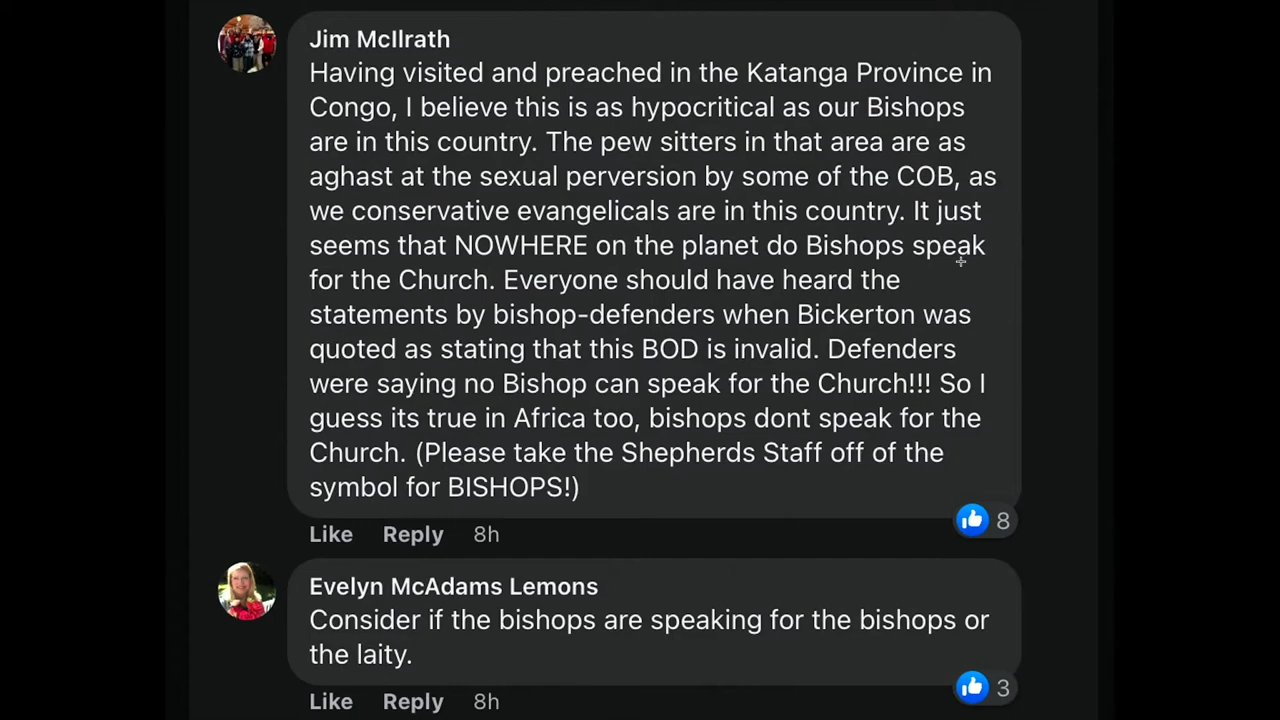 Jim McIlrath
Having visited and preached in the Katanga Province in
Congo, I believe this is as hypocritical as our Bishops
are in this country. The pew sitters in that area are as
aghast at the sexual perversion by some of the COB, as
we conservative evangelicals are in this country. It just
seems that NOWHERE on the planet do Bishops speak
for the Church. Everyone should have heard the
statements by bishop-defenders when Bickerton was
quoted as stating that this BOD is invalid. Defenders
were saying no Bishop can speak for the Church!!! So I
guess its true in Africa too, bishops dont speak for the
Church. (Please take the Shepherds Staff off of the
symbol for BISHOPS!)
Like Reply 8h 8
Evelyn McAdams Lemons
Consider if the bishops are speaking for the bishops or
the laity.
Like Reply 8h 3